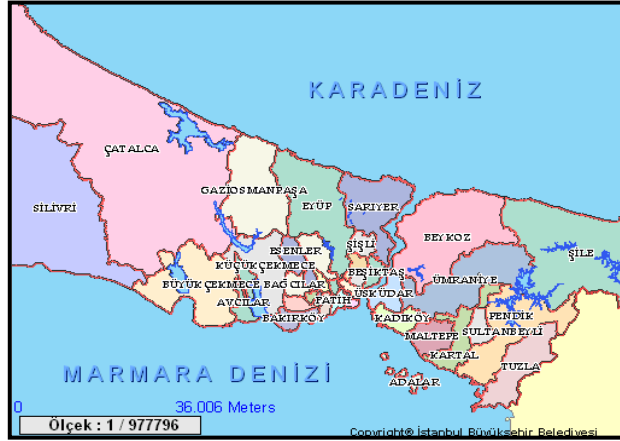 KARADENİZ
ÇATALCA
GAZİOSMANPAŞA
EYÜP
SARIYER
SİLİVRİ
BEYKOZ
ESENLER
ŞİŞLİ
ŞİLE
KÜÇÜKÇEKMECE
BEŞİKTAŞ
ÜMRANİYE
BÜYÜKÇEKMECE
BAĞCILAR
ÜSKÜDAR
AVCILAR
FATİH
BAKIRKÖY
KADIKÖY
PENDİK
SULTANBEYLİ
MALTEPE
KARTAL
TUZLA
MARMARA DENİZİ
ADALAR
0 36.006 Meters
Ölçek : 1 / 977796
Copyright® İstanbul Büyükşehir Belediyesi